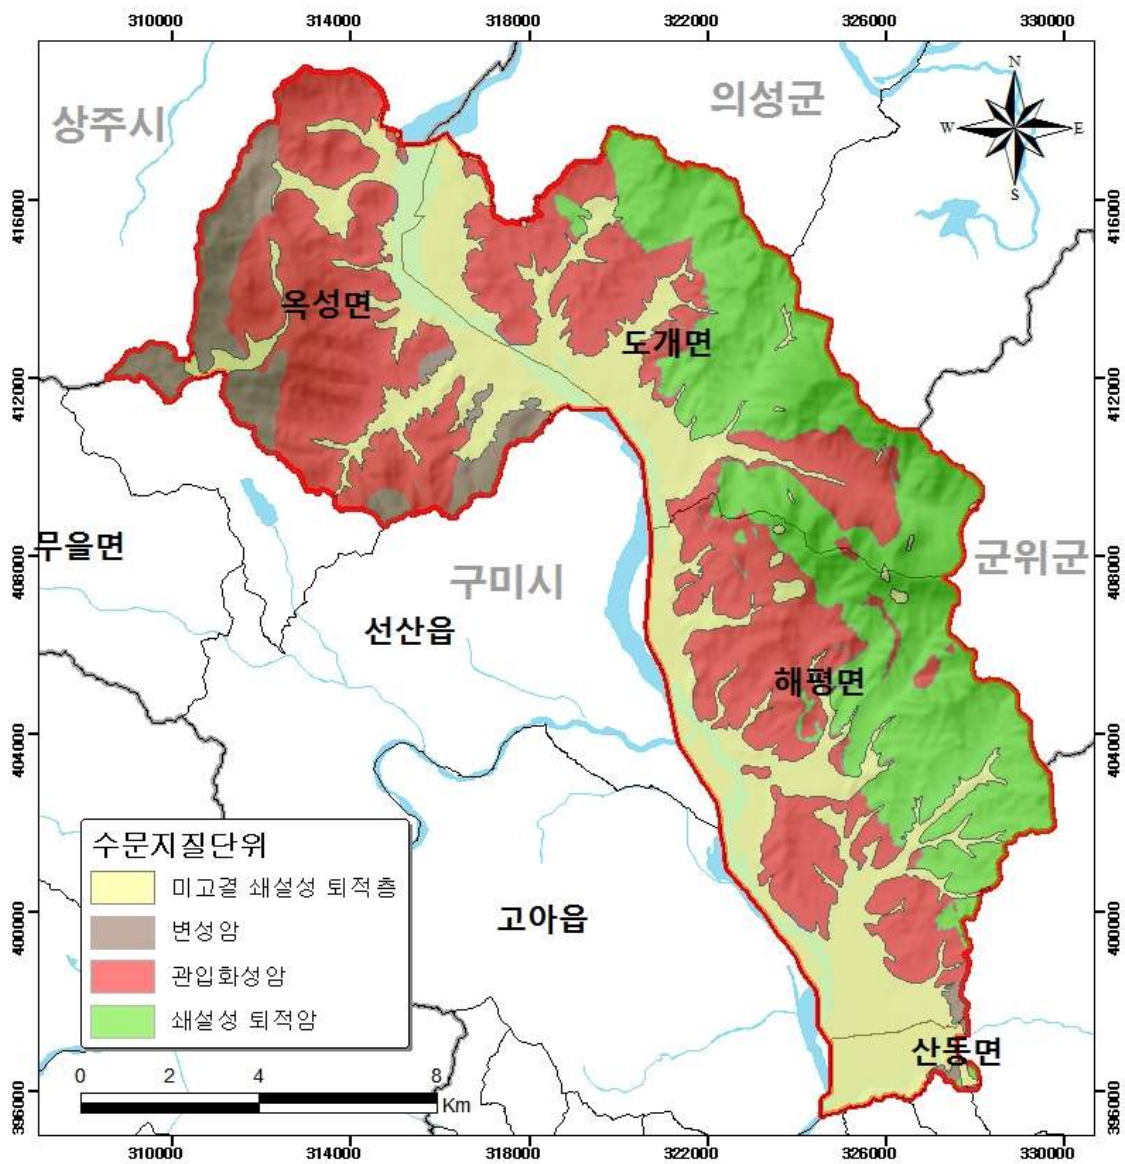 310000 314000 318000 322000 326000 330000
상주시
의성군
N
W E
S
416000 416000
옥성면
도개면
412000 412000
무을면
408000 408000
구미시
군위군
선산읍
해평면
404000 404000
수문지질단위
미고결 쇄설성 퇴적층
변성암
관입화성암
쇄설성 퇴적암
고아읍
400000 400000
산동면
0 2 4 8
Km
396000 396000
310000 314000 318000 322000 326000 330000